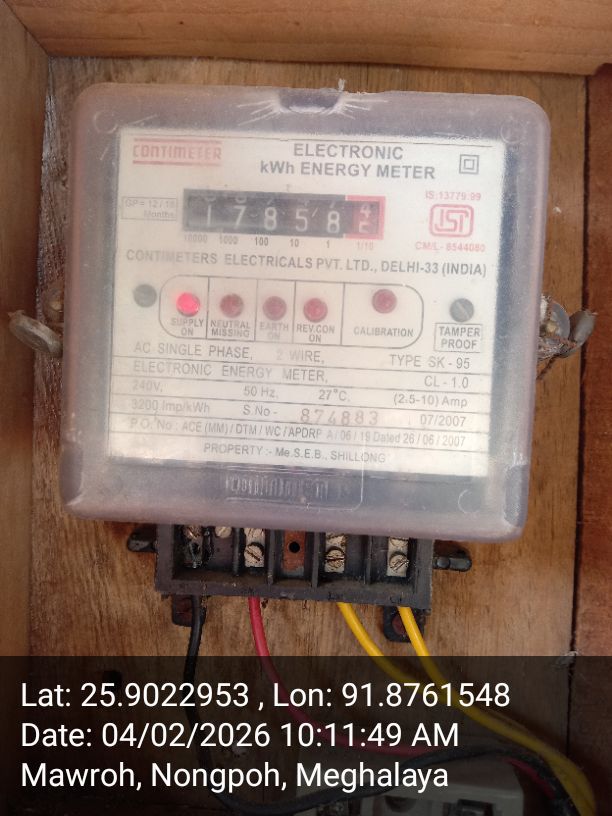 CONTIMETER
ELECTRONIC
kWh ENERGY METER
GP = 12 / 18
Months
17858
10000 1000 100 10 1 1/10
IS:13779:99
ISI
CM/L- 8544080
CONTIMETERS ELECTRICALS PVT. LTD., DELHI-33 (INDIA)
SUPPLY
ON
NEUTRAL
MISSING
EARTH
ON
REV.CON
ON
CALIBRATION
TAMPER
PROOF
AC SINGLE PHASE, 2 WIRE, TYPE SK - 95
ELECTRONIC ENERGY METER, CL - 1.0
240V, 50 Hz, 27°C, (2.5-10) Amp
3200 Imp/kWh S.No - 874883 07/2007
P.O. No : ACE (MM) / DTM / WC / APDRP A / 06 / 19 Dated 26 / 06 / 2007
PROPERTY :- Me.S.E.B., SHILLONG
Lat: 25.9022953 , Lon: 91.8761548
Date: 04/02/2026 10:11:49 AM
Mawroh, Nongpoh, Meghalaya